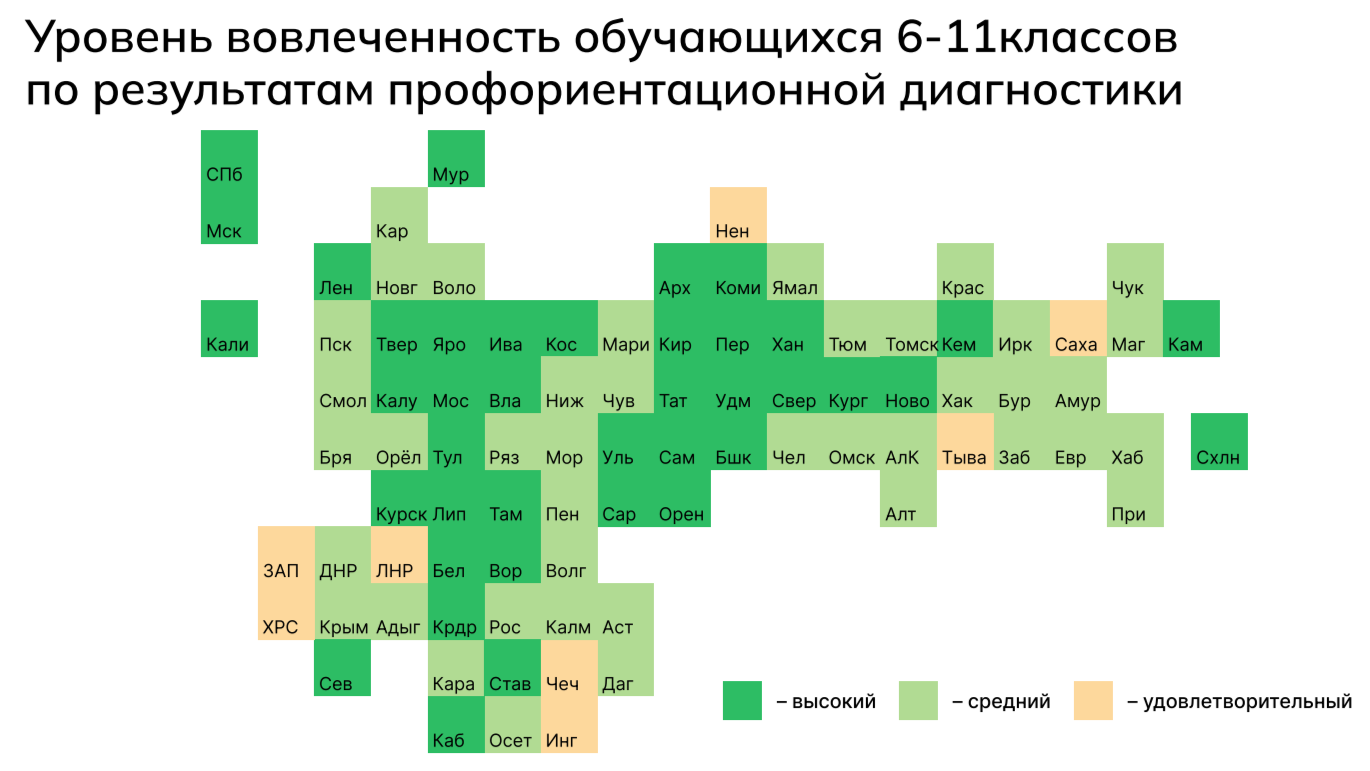 Уровень вовлеченность обучающихся 6-11классов
по результатам профориентационной диагностики
СПб Мур
Мск Кар Нен
Лен Новг Воло Арх Коми Ямал Крас Чук
Кали Пск Твер Яро Ива Кос Мари Кир Пер Хан Тюм Томск Кем Ирк Саха Маг Кам
Смол Калу Мос Вла Ниж Чув Тат Удм Свер Кург Ново Хак Бур Амур
Бря Орёл Тул Ряз Мор Уль Сам Бшк Чел Омск АлК Тыва Заб Евр Хаб Схлн
Курск Лип Там Пен Сар Орен Алт При
ЗАП ДНР ЛНР Бел Вор Волг
ХРС Крым Адыг Крдр Рос Калм Аст
Сев Кара Став Чеч Даг
– высокий – средний – удовлетворительный
Каб Осет Инг